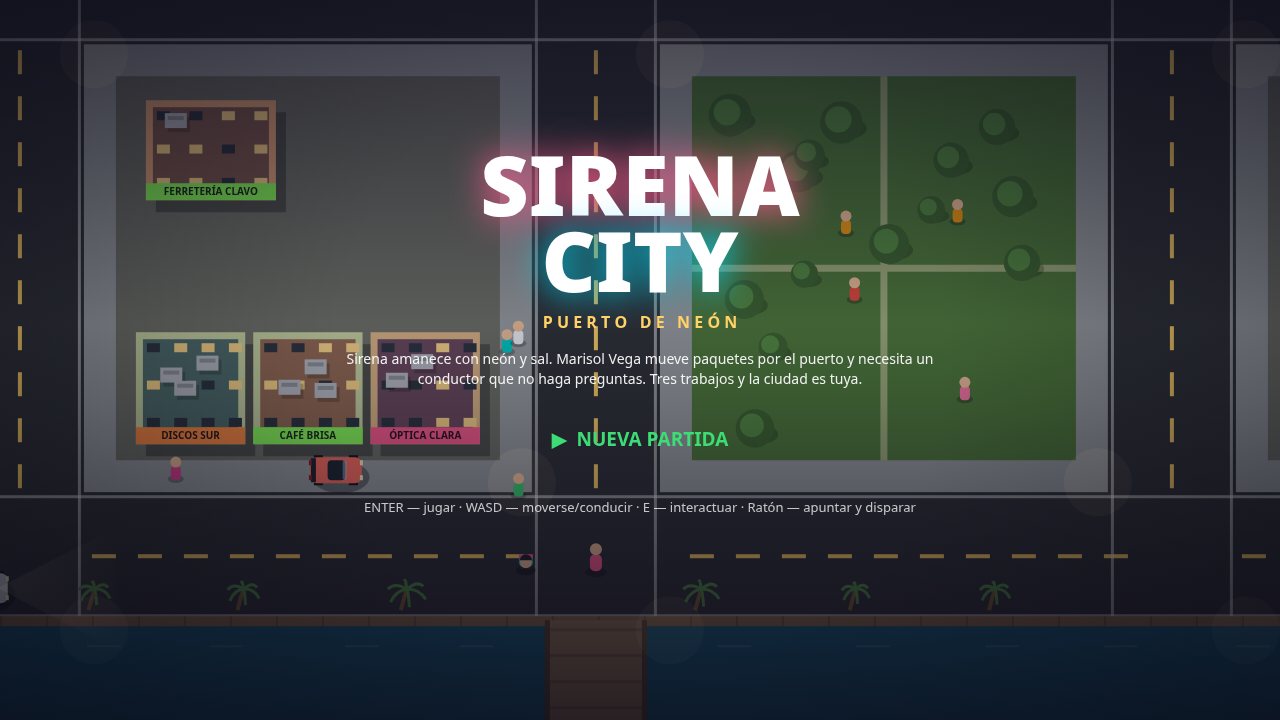 FERRETERÍA CLAVO
SIRENA
CITY
PUERTO DE NEÓN
Sirena amanece con neón y sal. Marisol Vega mueve paquetes por el puerto y necesita un
conductor que no haga preguntas. Tres trabajos y la ciudad es tuya.
DISCOS SUR
CAFÉ BRISA
ÓPTICA CLARA
▶ NUEVA PARTIDA
ENTER — jugar · WASD — moverse/conducir · E — interactuar · Ratón — apuntar y disparar